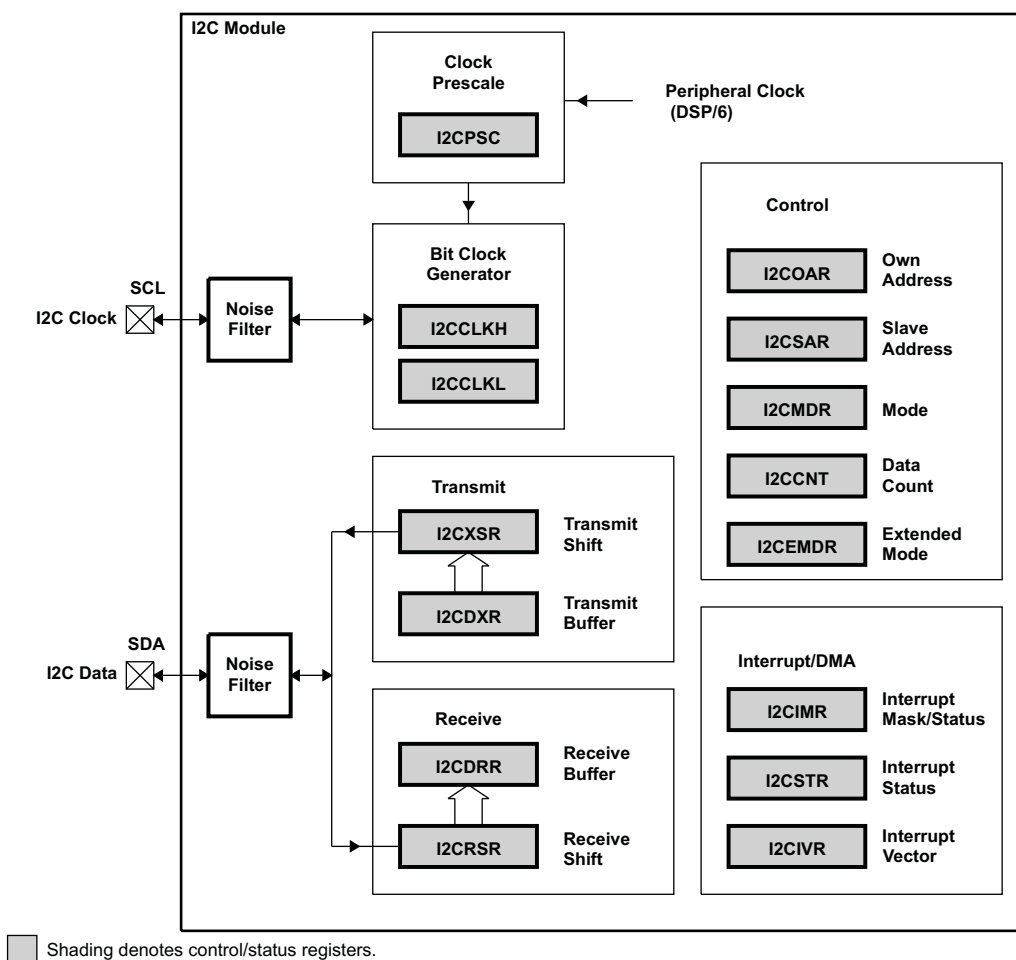 I2C Module
Clock
Prescale
I2CPSC
Peripheral Clock
(DSP/6)
Bit Clock
Generator
I2CCLKH
I2CCLKL
SCL
I2C Clock
Noise
Filter
Control
I2COAR
Own
Address
I2CSAR
Slave
Address
I2CMDR
Mode
I2CCNT
Data
Count
I2CEMDR
Extended
Mode
Transmit
I2CXSR
Transmit
Shift
I2CDXR
Transmit
Buffer
SDA
I2C Data
Noise
Filter
Receive
I2CDRR
Receive
Buffer
I2CRSR
Receive
Shift
Interrupt/DMA
I2CIMR
Interrupt
Mask/Status
I2CSTR
Interrupt
Status
I2CIVR
Interrupt
Vector
Shading denotes control/status registers.